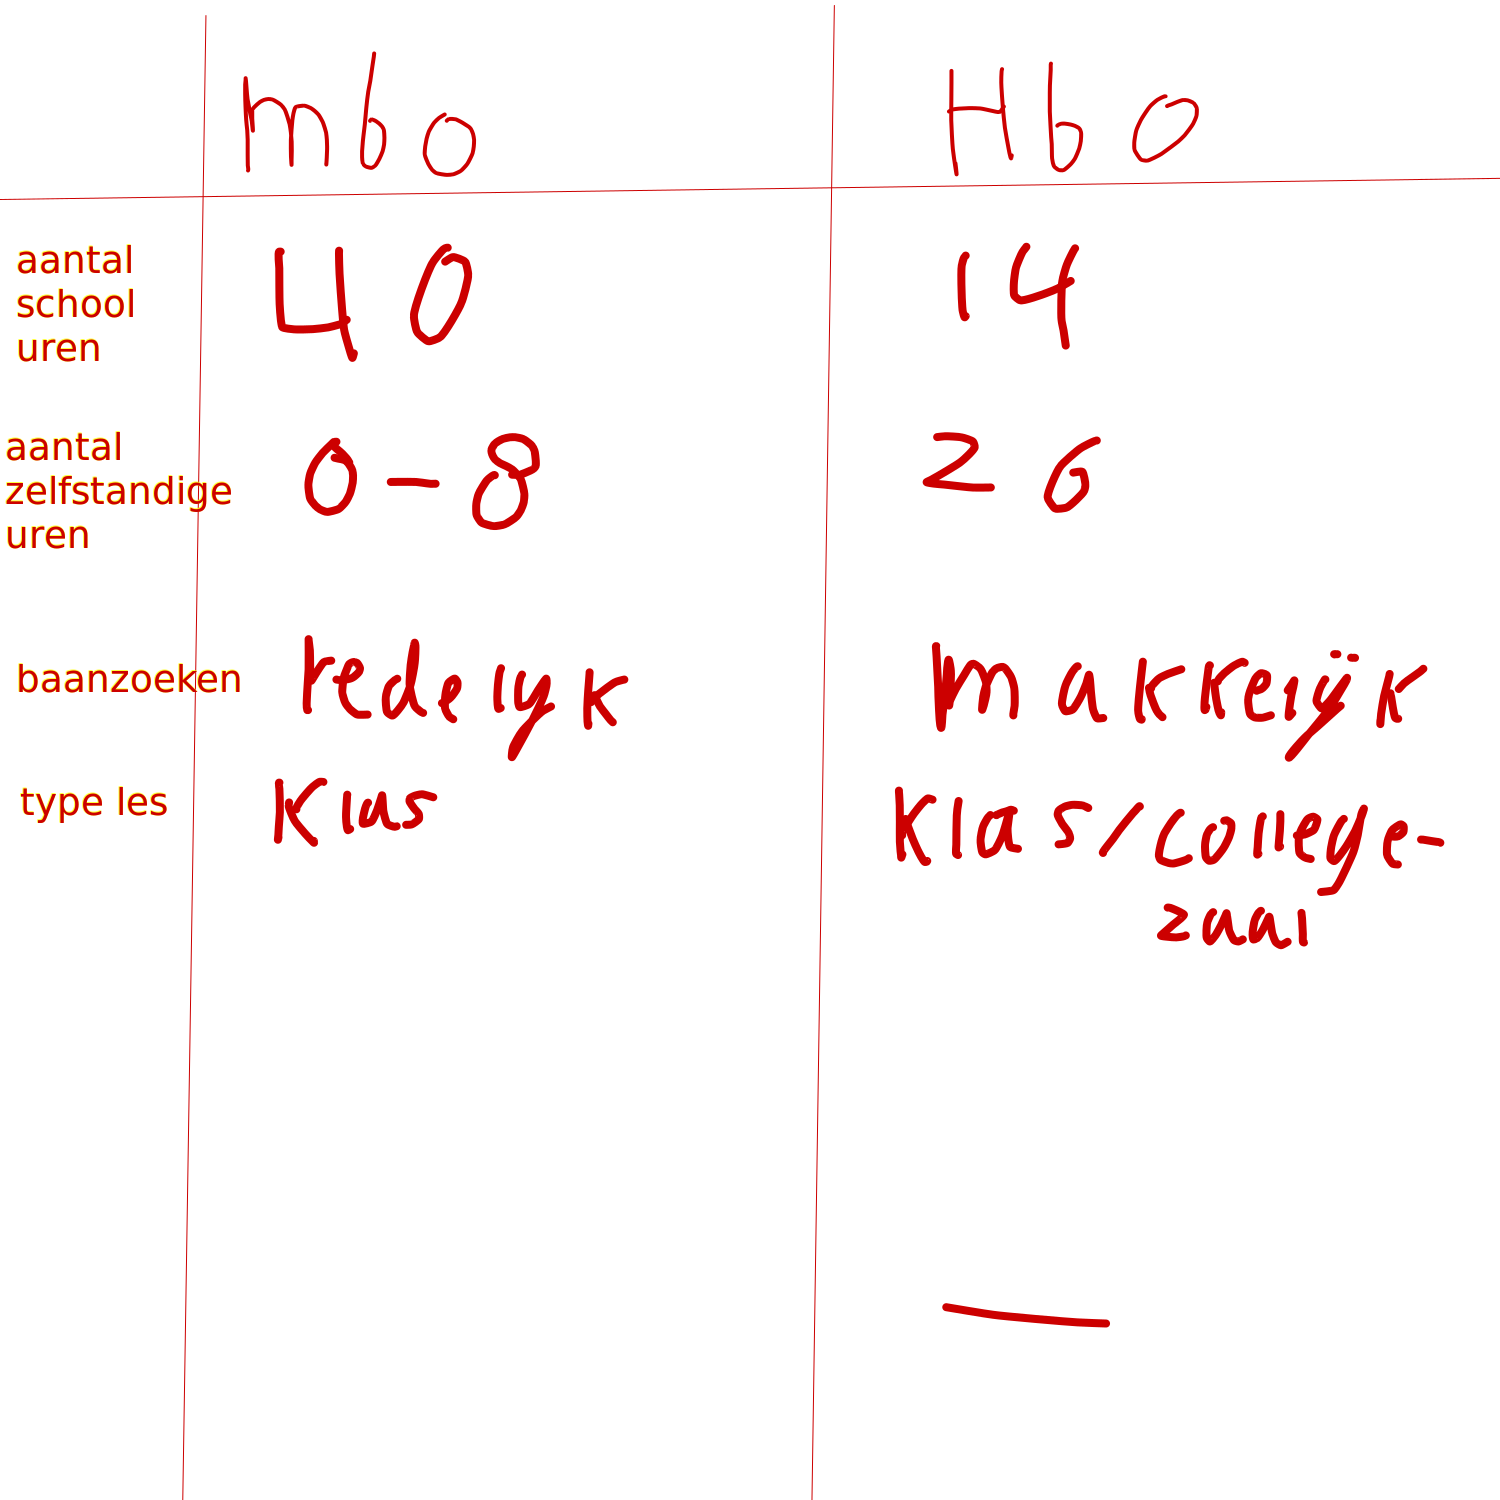 mbo Hbo
aantal
school
uren
40 14
aantal
zelfstandige
uren
0-8 26
baanzoeken redelyk makkelÿk
type les klas klas/college-
zaal